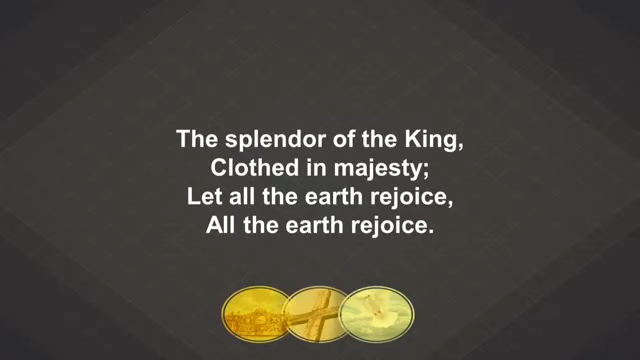 The splendor of the King,
Clothed in majesty;
Let all the earth rejoice,
All the earth rejoice.